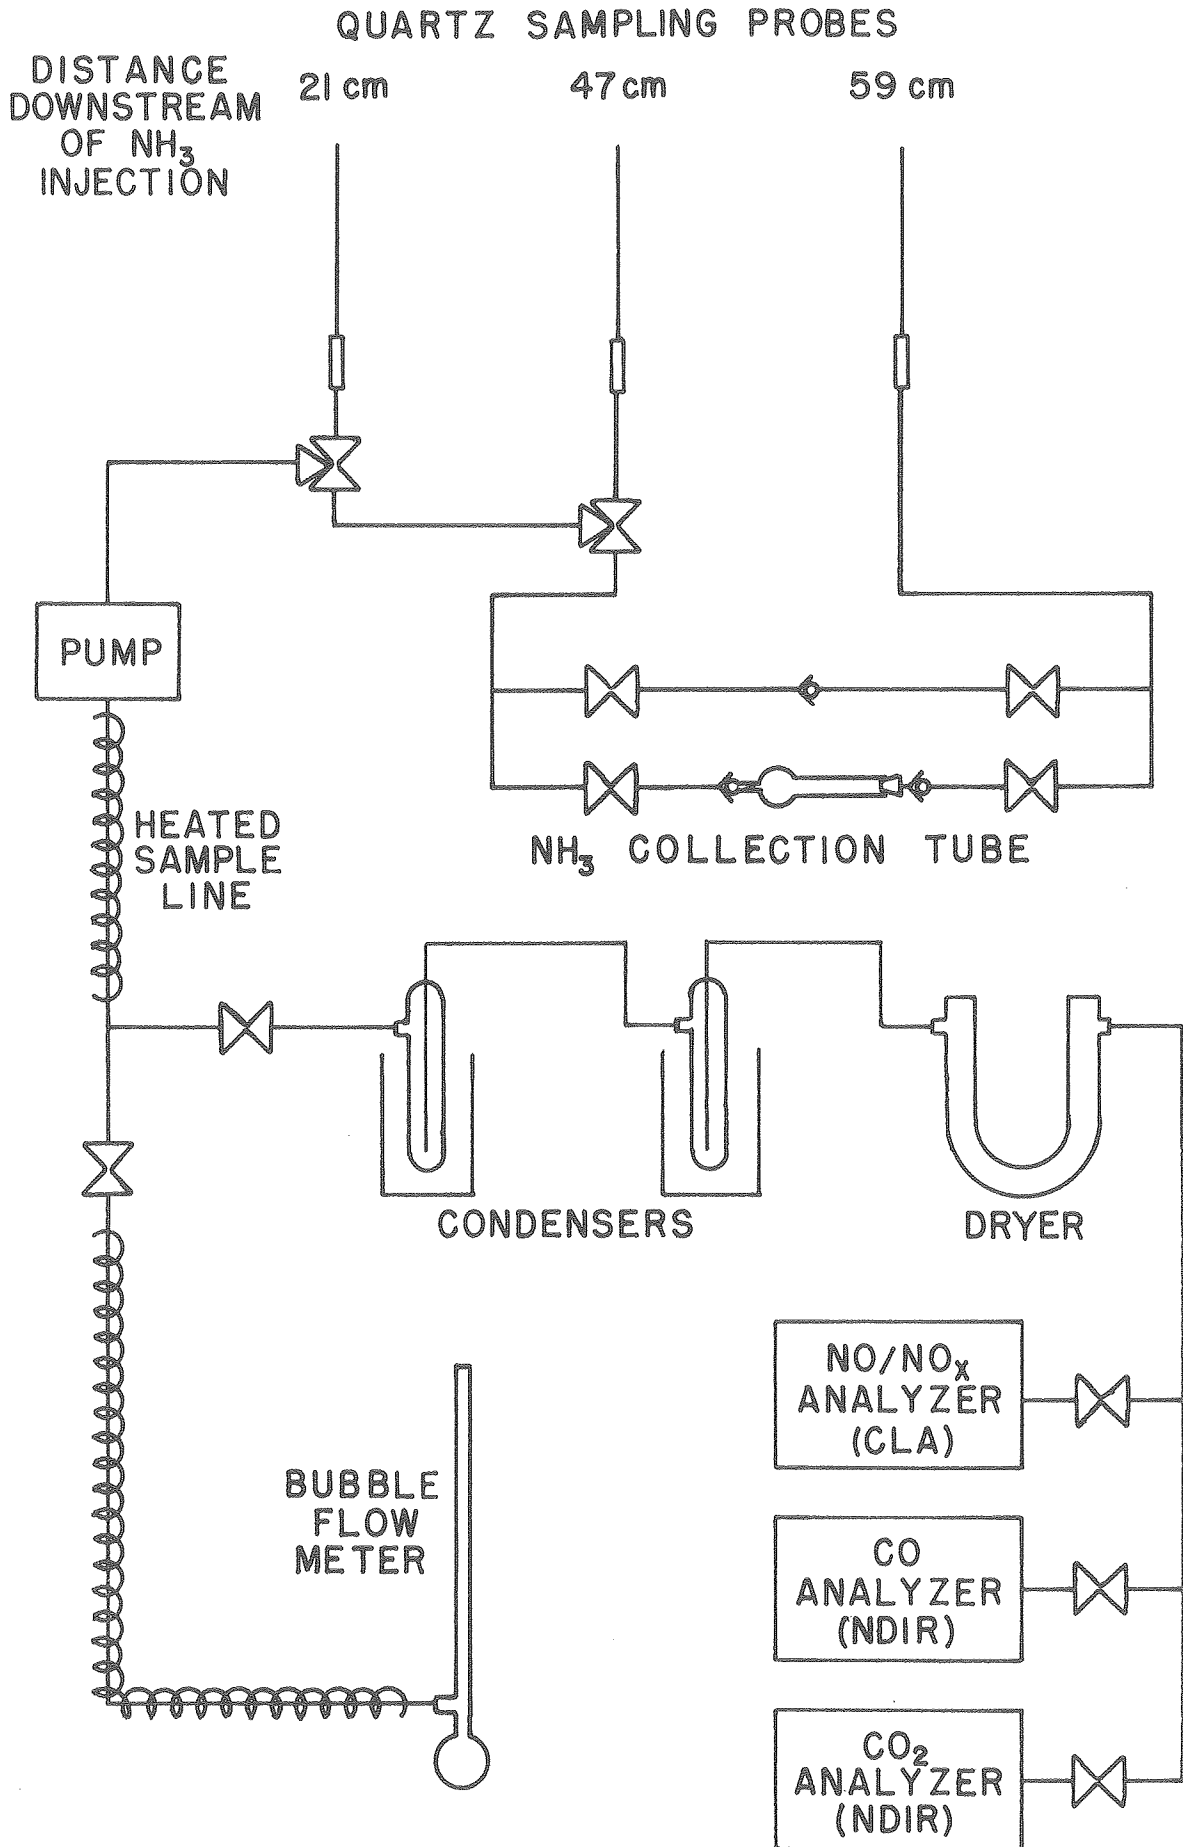 QUARTZ SAMPLING PROBES
DISTANCE
DOWNSTREAM
OF NH₃
INJECTION
21 cm
47 cm
59 cm
PUMP
HEATED
SAMPLE
LINE
NH₃ COLLECTION TUBE
CONDENSERS
DRYER
NO/NOₓ
ANALYZER
(CLA)
BUBBLE
FLOW
METER
CO
ANALYZER
(NDIR)
CO₂
ANALYZER
(NDIR)